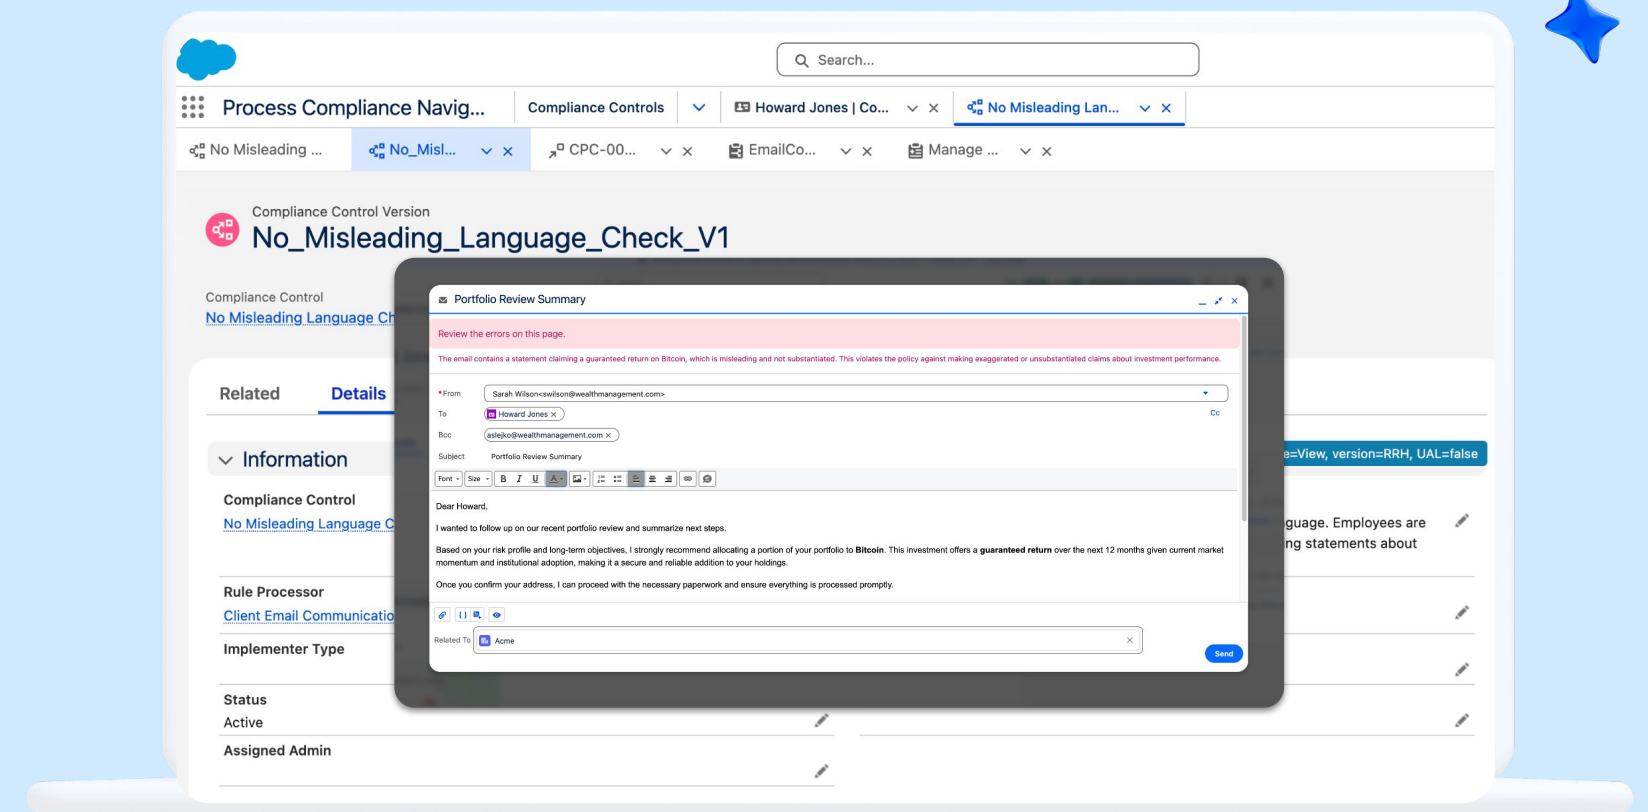 Search...
Process Compliance Navig...
Compliance Controls
Howard Jones | Co...
No Misleading Lan...
No Misleading ...
No_Misl...
CPC-00...
EmailCo...
Manage ...
Compliance Control Version
No_Misleading_Language_Check_V1
Compliance Control
No Misleading Language Ch
Related
Details
Information
e=View, version=RRH, UAL=false
Compliance Control
No Misleading Language C
guage. Employees are
ing statements about
Rule Processor
Client Email Communicatio
Implementer Type
Status
Active
Assigned Admin
Portfolio Review Summary
Review the errors on this page.
The email contains a statement claiming a guaranteed return on Bitcoin, which is misleading and not substantiated. This violates the policy against making exaggerated or unsubstantiated claims about investment performance.
*From
Sarah Wilson<swilson@wealthmanagement.com>
To
Howard Jones
Cc
Bcc
aslejko@wealthmanagement.com
Subject
Portfolio Review Summary
Font
Size
B I U A
Dear Howard,
I wanted to follow up on our recent portfolio review and summarize next steps.
Based on your risk profile and long-term objectives, I strongly recommend allocating a portion of your portfolio to Bitcoin. This investment offers a guaranteed return over the next 12 months given current market
momentum and institutional adoption, making it a secure and reliable addition to your holdings.
Once you confirm your address, I can proceed with the necessary paperwork and ensure everything is processed promptly.
Related To
Acme
Send